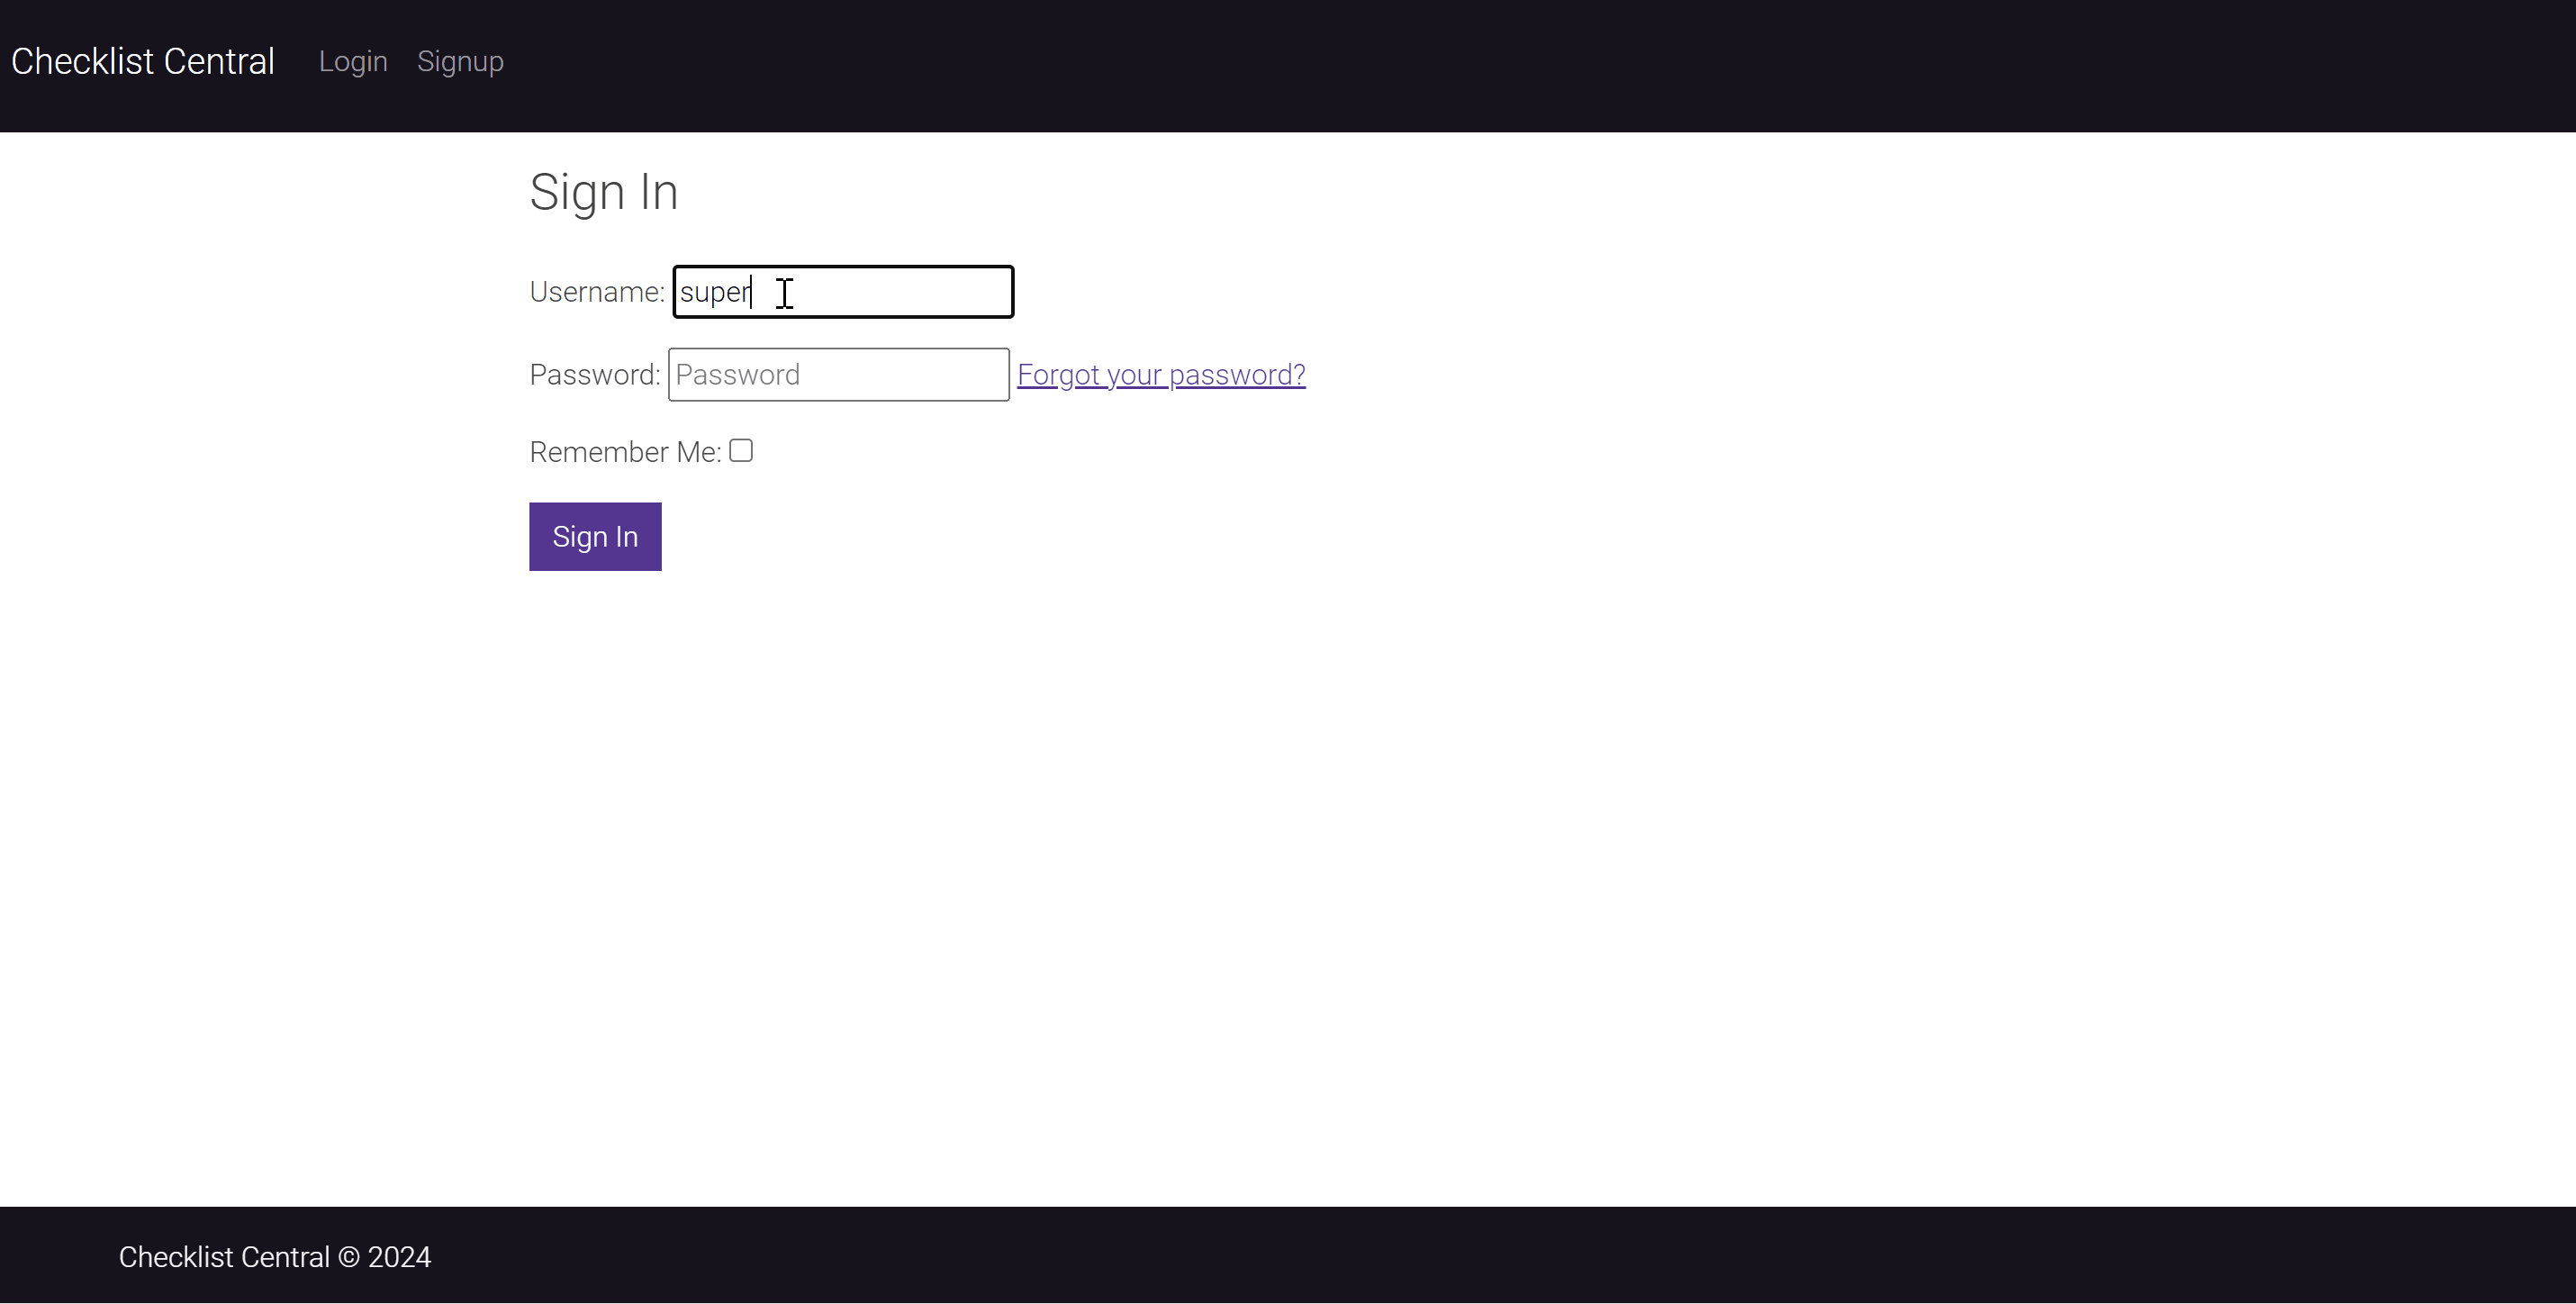 Checklist Central Login Signup
Sign In
Username: super
Password: Password Forgot your password?
Remember Me:
Sign In
Checklist Central © 2024